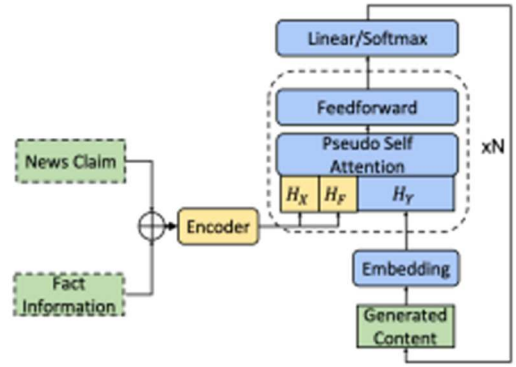 Linear/Softmax
Feedforward
Pseudo Self
Attention
xN
News Claim
H_X H_F H_Y
Encoder
Embedding
Fact
Information
Generated
Content